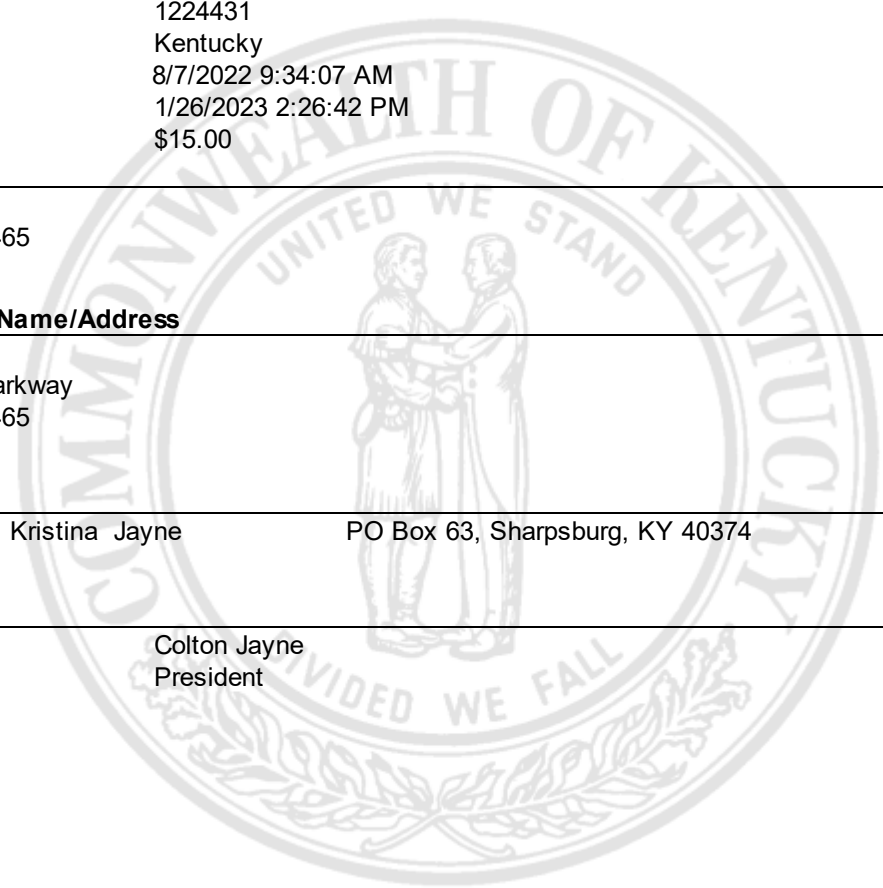 1224431
Kentucky
8/7/2022 9:34:07 AM
1/26/2023 2:26:42 PM
$15.00
COMMONWEALTH OF KENTUCKY
UNITED WE STAND
465
Name/Address
arkway
465
Kristina Jayne PO Box 63, Sharpsburg, KY 40374
Colton Jayne
President
DIVIDED WE FALL